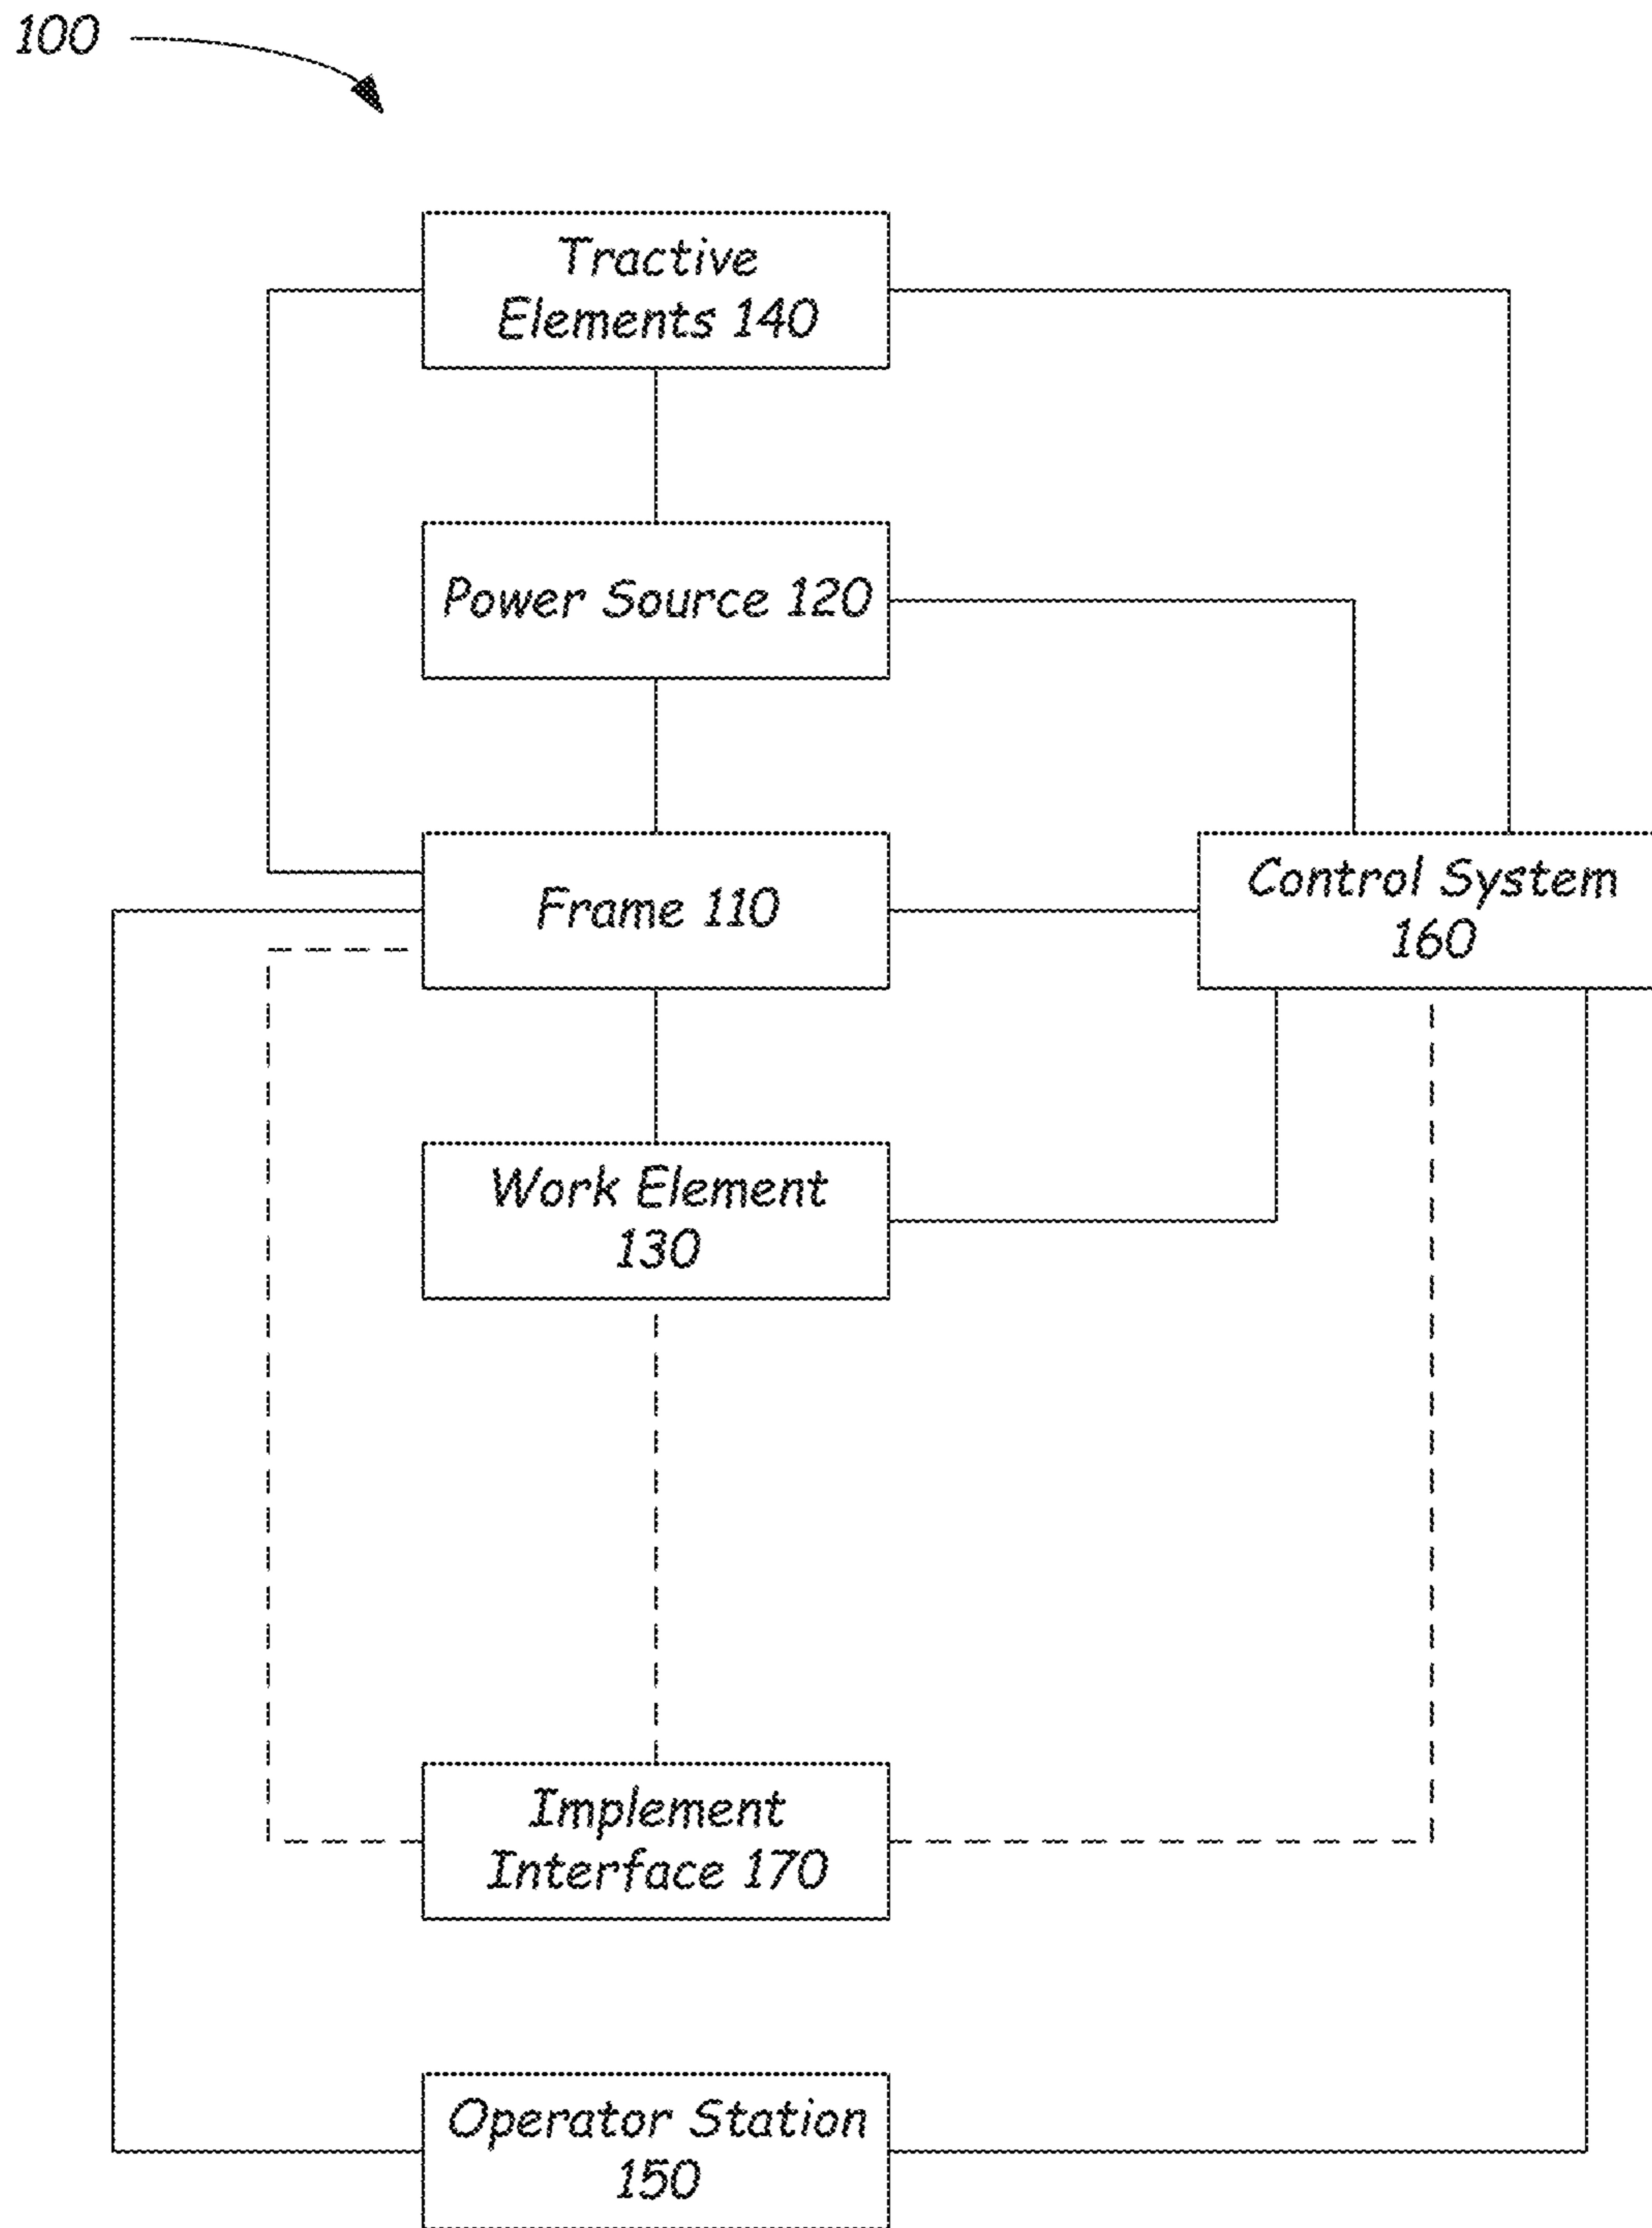 100
Tractive
Elements 140
Power Source 120
Frame 110
Control System
160
Work Element
130
Implement
Interface 170
Operator Station
150